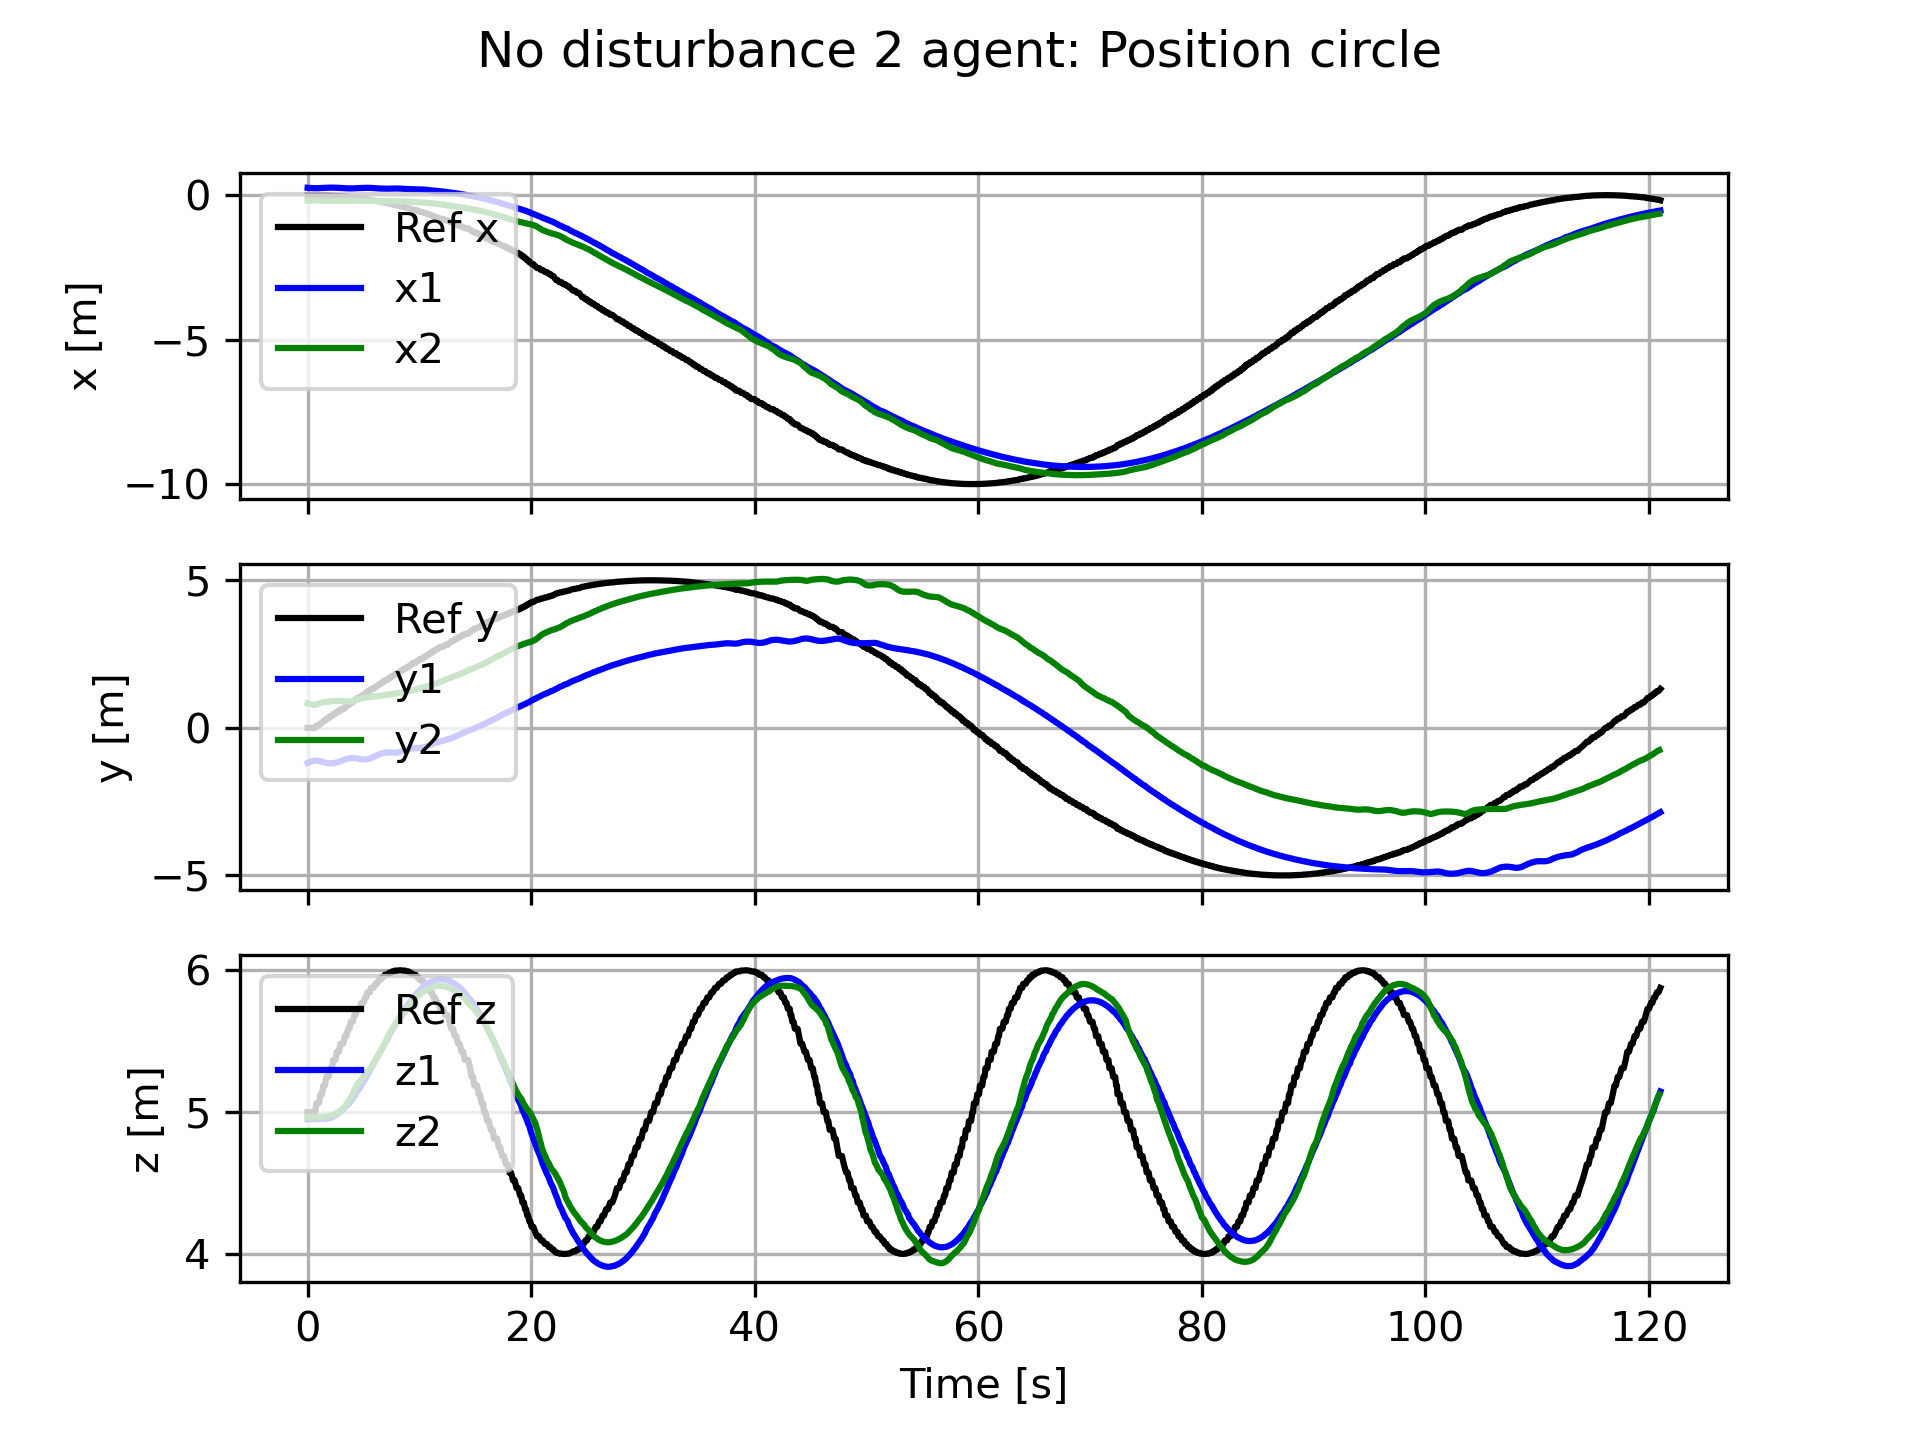 No disturbance 2 agent: Position circle
x [m]
0
−5
−10
Ref x
x1
x2
y [m]
5
0
−5
Ref y
y1
y2
z [m]
6
5
4
Ref z
z1
z2
0 20 40 60 80 100 120
Time [s]